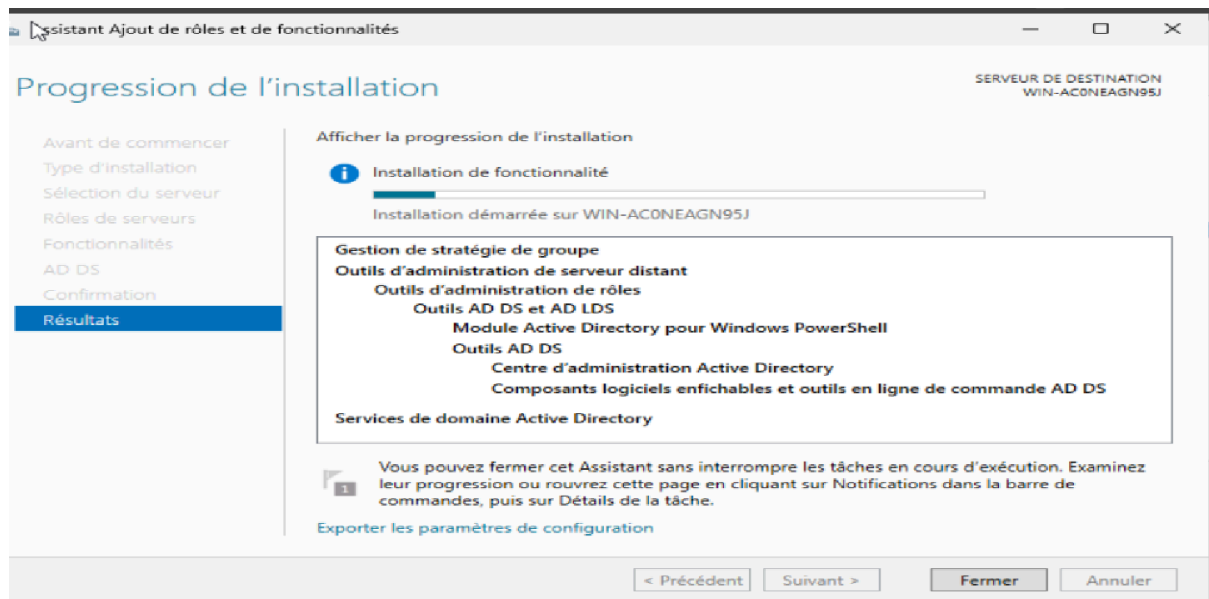 ssistant Ajout de rôles et de fonctionnalités
Progression de l’installation
SERVEUR DE DESTINATION
WIN-AC0NEAGN95J
Avant de commencer
Type d'installation
Sélection du serveur
Rôles de serveurs
Fonctionnalités
AD DS
Confirmation
Résultats
Afficher la progression de l’installation
Installation de fonctionnalité
Installation démarrée sur WIN-AC0NEAGN95J
Gestion de stratégie de groupe
Outils d’administration de serveur distant
Outils d’administration de rôles
Outils AD DS et AD LDS
Module Active Directory pour Windows PowerShell
Outils AD DS
Centre d’administration Active Directory
Composants logiciels enfichables et outils en ligne de commande AD DS
Services de domaine Active Directory
1
Vous pouvez fermer cet Assistant sans interrompre les tâches en cours d’exécution. Examinez
leur progression ou rouvrez cette page en cliquant sur Notifications dans la barre de
commandes, puis sur Détails de la tâche.
Exporter les paramètres de configuration
< Précédent
Suivant >
Fermer
Annuler